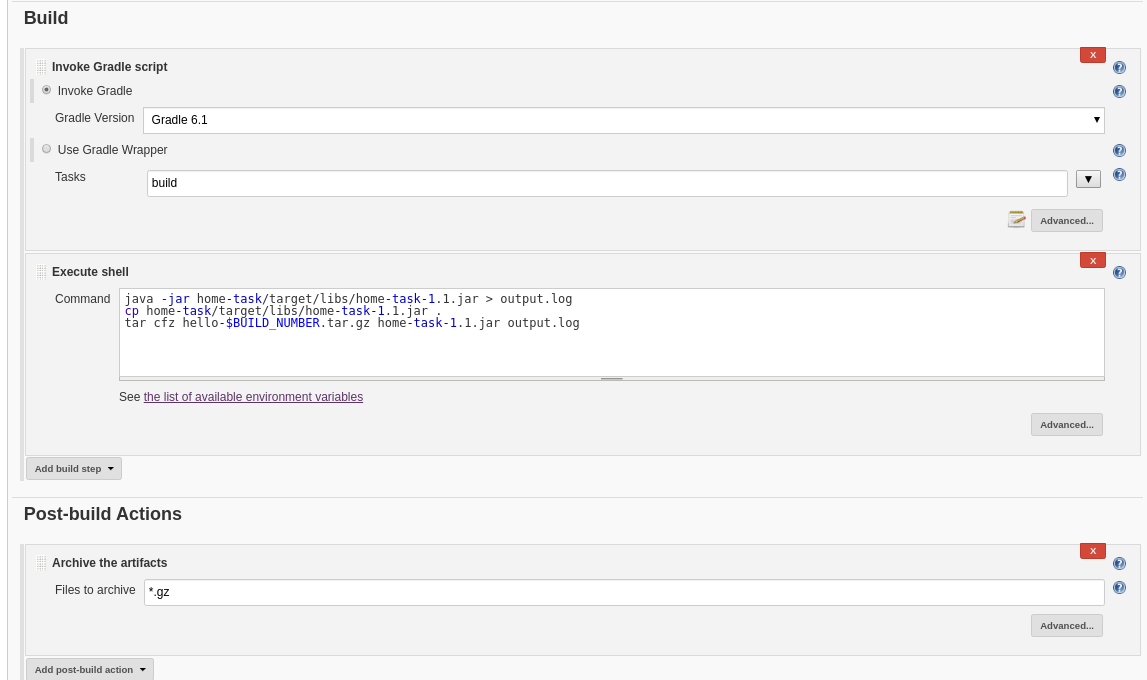 Build
X
Invoke Gradle script
Invoke Gradle
Gradle Version Gradle 6.1
Use Gradle Wrapper
Tasks build
Advanced...
X
Execute shell
Command java -jar home-task/target/libs/home-task-1.1.jar > output.log
cp home-task/target/libs/home-task-1.1.jar .
tar cfz hello-$BUILD_NUMBER.tar.gz home-task-1.1.jar output.log
See the list of available environment variables
Advanced...
Add build step
Post-build Actions
X
Archive the artifacts
Files to archive *.gz
Advanced...
Add post-build action